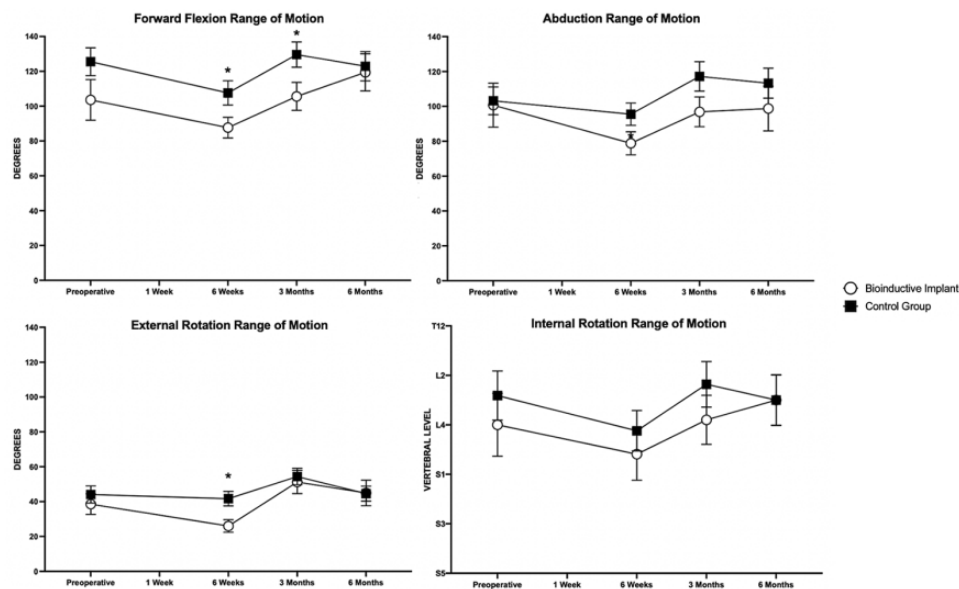 Forward Flexion Range of Motion
140
120
100
80
60
40
20
0
DEGREES
*
*
Preoperative 1 Week 6 Weeks 3 Months 6 Months
Abduction Range of Motion
140
120
100
80
60
40
20
0
DEGREES
*
Preoperative 1 Week 6 Weeks 3 Months 6 Months
Bioinductive Implant
Control Group
External Rotation Range of Motion
140
120
100
80
60
40
20
0
DEGREES
*
Preoperative 1 Week 6 Weeks 3 Months 6 Months
Internal Rotation Range of Motion
T12
L2
L4
S1
S3
S5
VERTEBRAL LEVEL
Preoperative 1 Week 6 Weeks 3 Months 6 Months